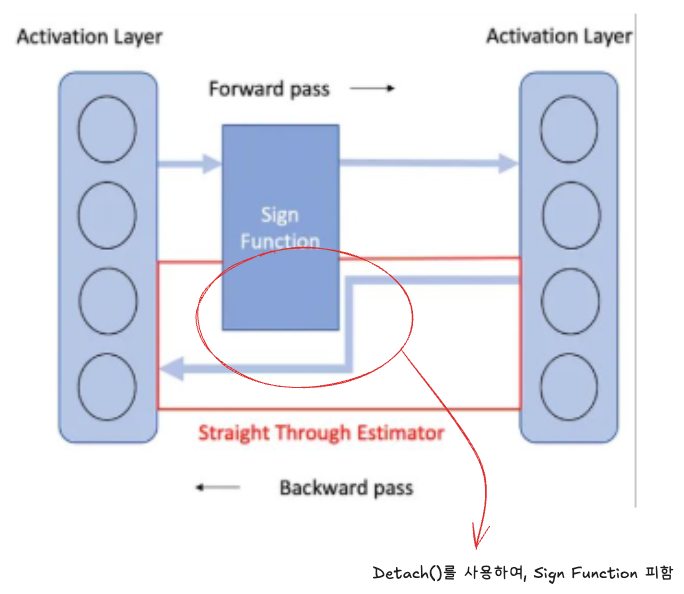 Activation Layer
Activation Layer
Forward pass
Sign
Function
Straight Through Estimator
Backward pass
Detach()를 사용하여, Sign Function 피함